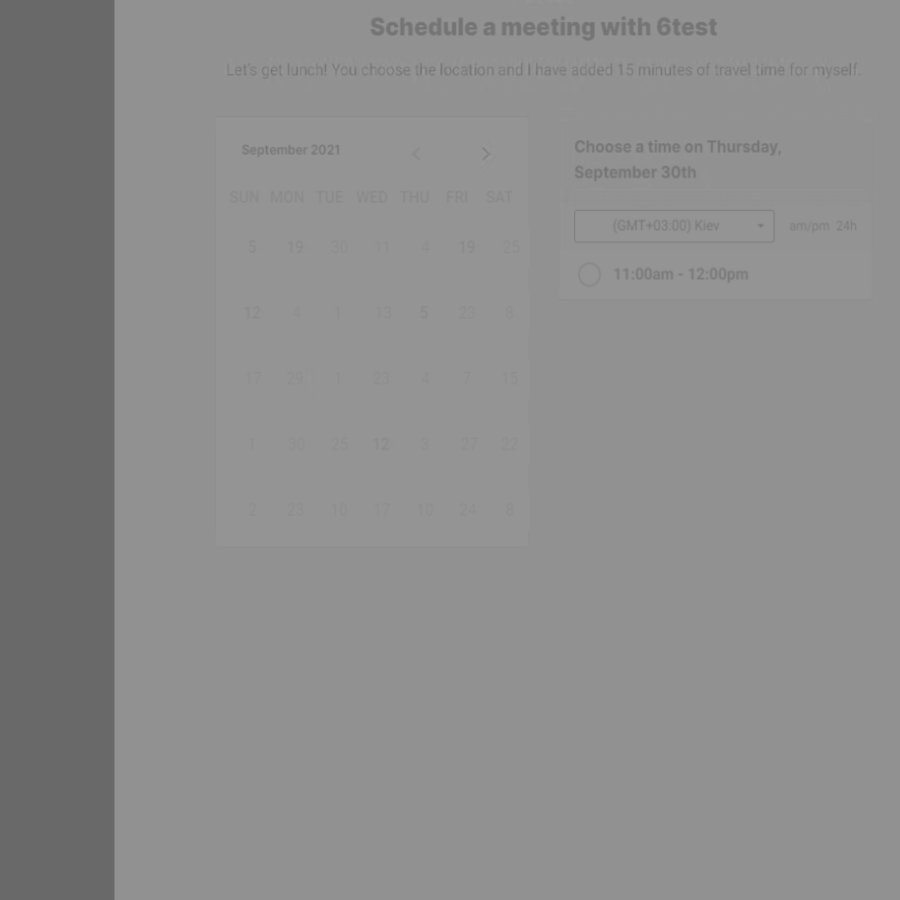 Schedule a meeting with 6test
Let's get lunch! You choose the location and I have added 15 minutes of travel time for myself.
September 2021
SUN MON TUE WED THU FRI SAT
5 19 30 11 4 19 25
12 4 1 13 5 23 8
17 29 1 23 4 7 15
1 30 25 12 3 27 22
2 23 16 17 10 24 9
Choose a time on Thursday,
September 30th
(GMT+03:00) Kiev am/pm 24h
11:00am - 12:00pm